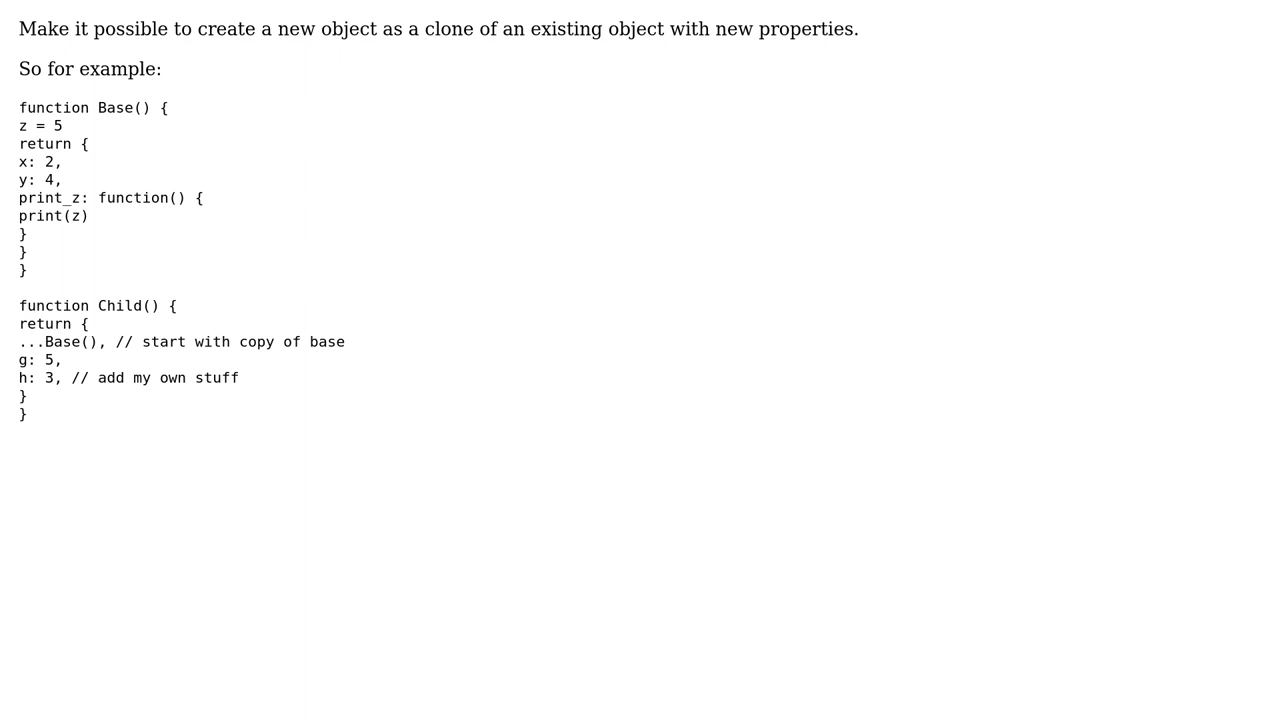 Make it possible to create a new object as a clone of an existing object with new properties.
So for example:
function Base() {
z = 5
return {
x: 2,
y: 4,
print_z: function() {
print(z)
}
}
}
function Child() {
return {
...Base(), // start with copy of base
g: 5,
h: 3, // add my own stuff
}
}